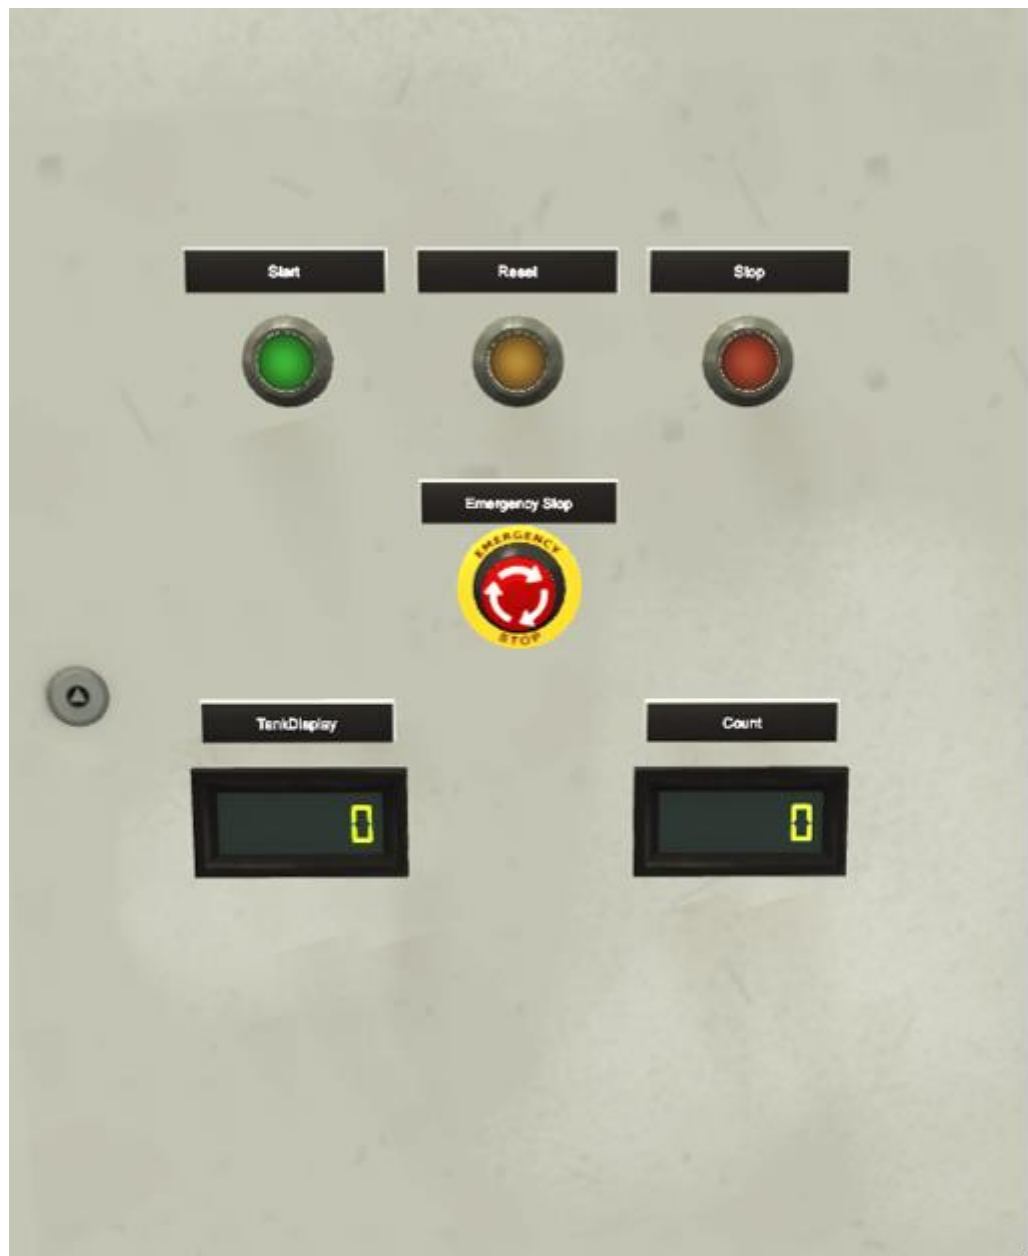 Start
Reset
Stop
Emergency Stop
EMERGENCY
STOP
TankDisplay
Count
0
0